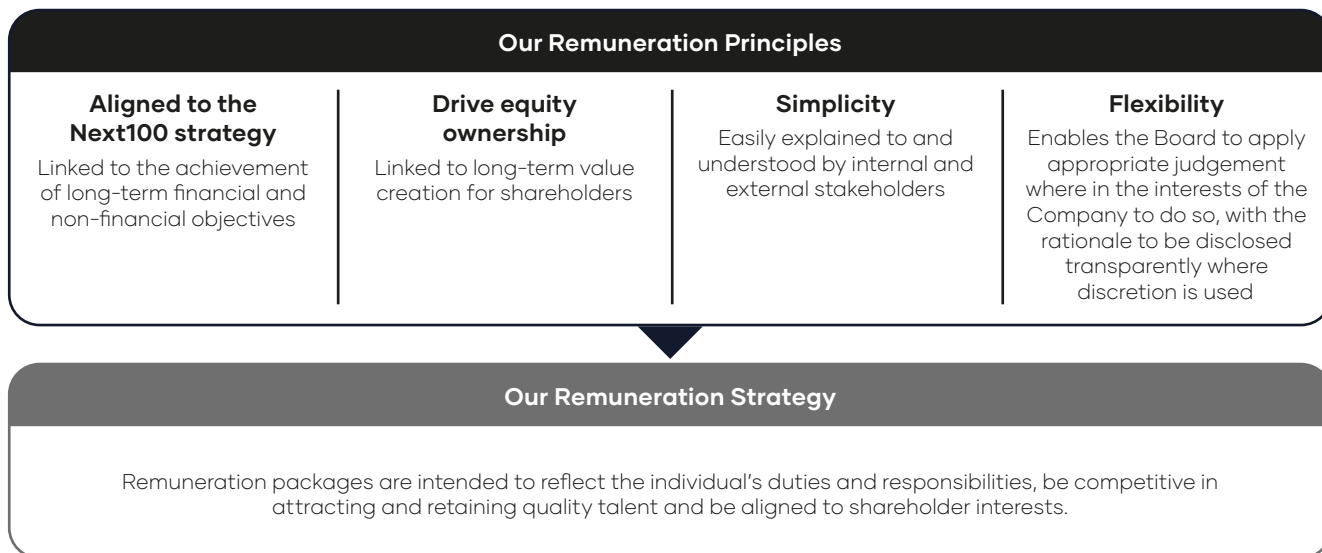 Our Remuneration Principles
Aligned to the
Next100 strategy
Linked to the achievement
of long-term financial and
non-financial objectives
Drive equity
ownership
Linked to long-term value
creation for shareholders
Simplicity
Easily explained to and
understood by internal and
external stakeholders
Flexibility
Enables the Board to apply
appropriate judgement
where in the interests of the
Company to do so, with the
rationale to be disclosed
transparently where
discretion is used
Our Remuneration Strategy
Remuneration packages are intended to reflect the individual’s duties and responsibilities, be competitive in
attracting and retaining quality talent and be aligned to shareholder interests.